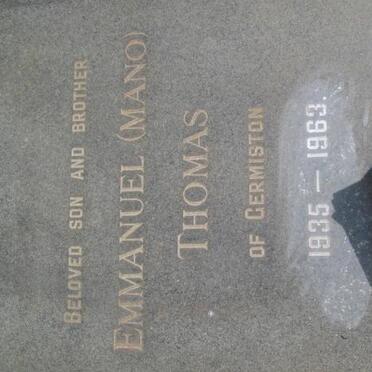 BELOVED SON AND BROTHER
EMMANUEL (MANO)
THOMAS
OF GERMISTON
1935 — 1963.